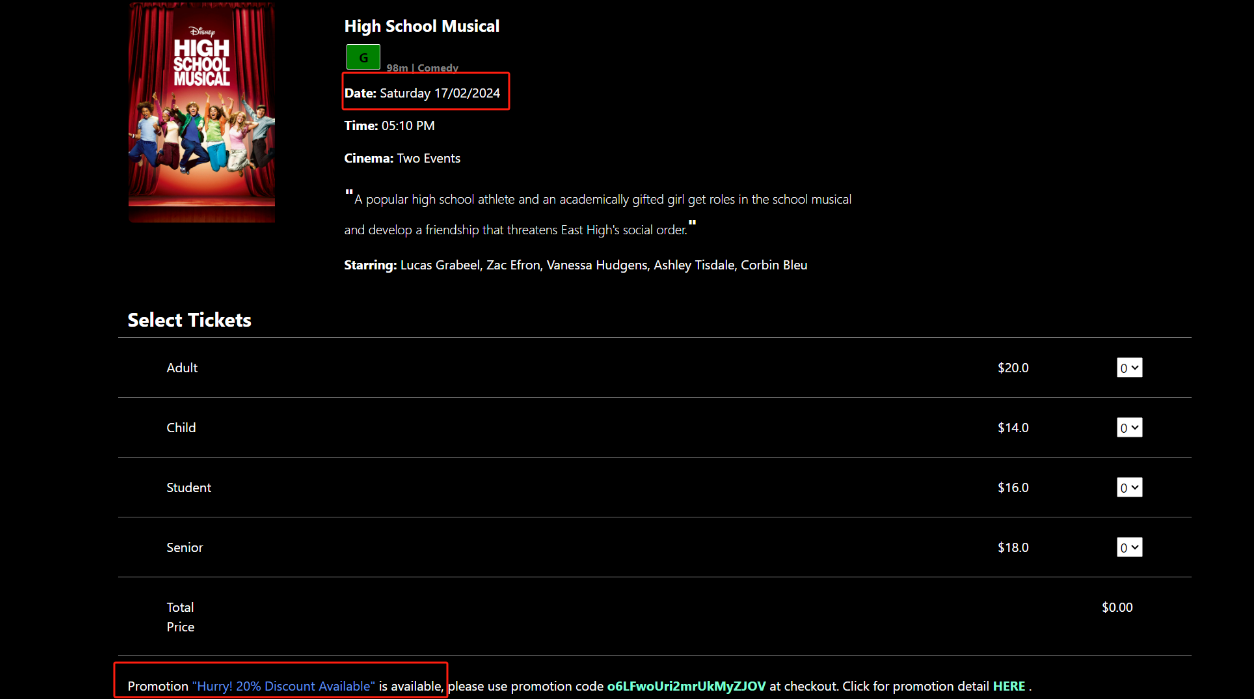 Disney
HIGH
SCHOOL
MUSICAL
High School Musical
G
98m | Comedy
Date: Saturday 17/02/2024
Time: 05:10 PM
Cinema: Two Events
"A popular high school athlete and an academically gifted girl get roles in the school musical
and develop a friendship that threatens East High's social order."
Starring: Lucas Grabeel, Zac Efron, Vanessa Hudgens, Ashley Tisdale, Corbin Bleu
Select Tickets
Adult $20.0 0
Child $14.0 0
Student $16.0 0
Senior $18.0 0
Total $0.00
Price
Promotion "Hurry! 20% Discount Available" is available, please use promotion code o6LFwoUri2mrUkMyZJOV at checkout. Click for promotion detail HERE .